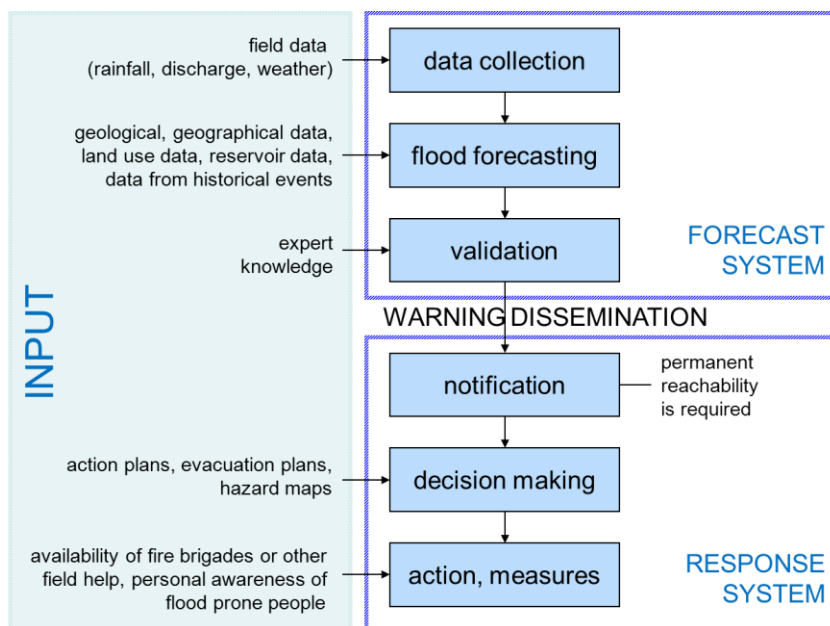 field data
(rainfall, discharge, weather)
data collection
geological, geographical data,
land use data, reservoir data,
data from historical events
flood forecasting
expert
knowledge
validation
FORECAST
SYSTEM
INPUT
WARNING DISSEMINATION
notification
permanent
reachability
is required
action plans, evacuation plans,
hazard maps
decision making
availability of fire brigades or other
field help, personal awareness of
flood prone people
action, measures
RESPONSE
SYSTEM